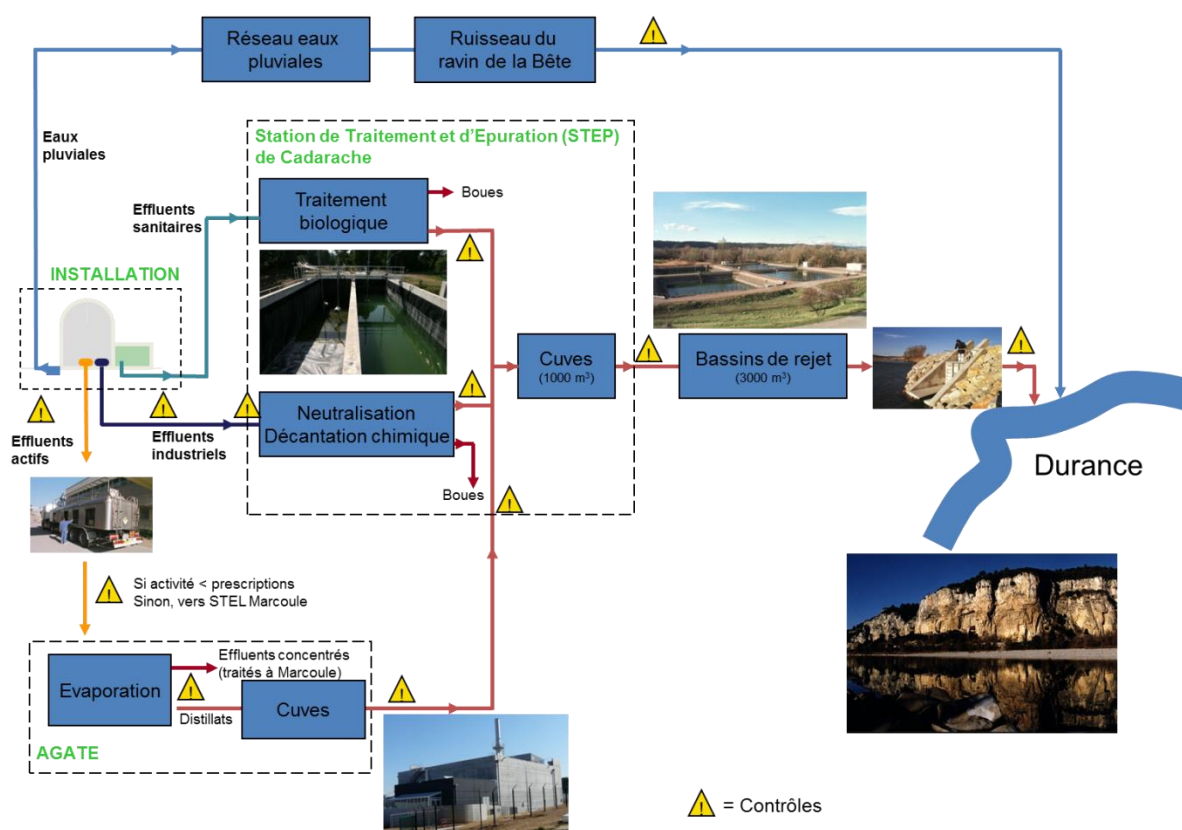 Réseau eaux
pluviales
Ruisseau du
ravin de la Bête
Eaux
pluviales
Station de Traitement et d'Epuration (STEP)
de Cadarache
Traitement
biologique
Boues
Effluents
sanitaires
INSTALLATION
Cuves
(1000 m³)
Bassins de rejet
(3000 m³)
Neutralisation
Décantation chimique
Effluents
actifs
Effluents
industriels
Boues
Durance
Si activité < prescriptions
Sinon, vers STEL Marcoule
Effluents concentrés
(traités à Marcoule)
Evaporation
Distillats
Cuves
AGATE
= Contrôles